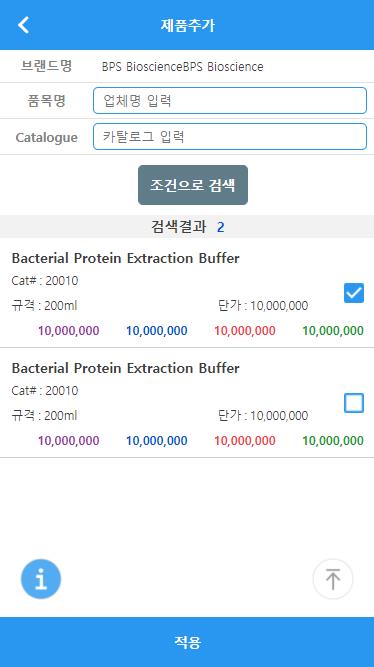 제품추가
브랜드명 BPS BioscienceBPS Bioscience
품목명 업체명 입력
Catalogue 카탈로그 입력
조건으로 검색
검색결과 2
Bacterial Protein Extraction Buffer
Cat# : 20010
규격 : 200ml 단가 : 10,000,000
10,000,000 10,000,000 10,000,000 10,000,000
Bacterial Protein Extraction Buffer
Cat# : 20010
규격 : 200ml 단가 : 10,000,000
10,000,000 10,000,000 10,000,000 10,000,000
적용